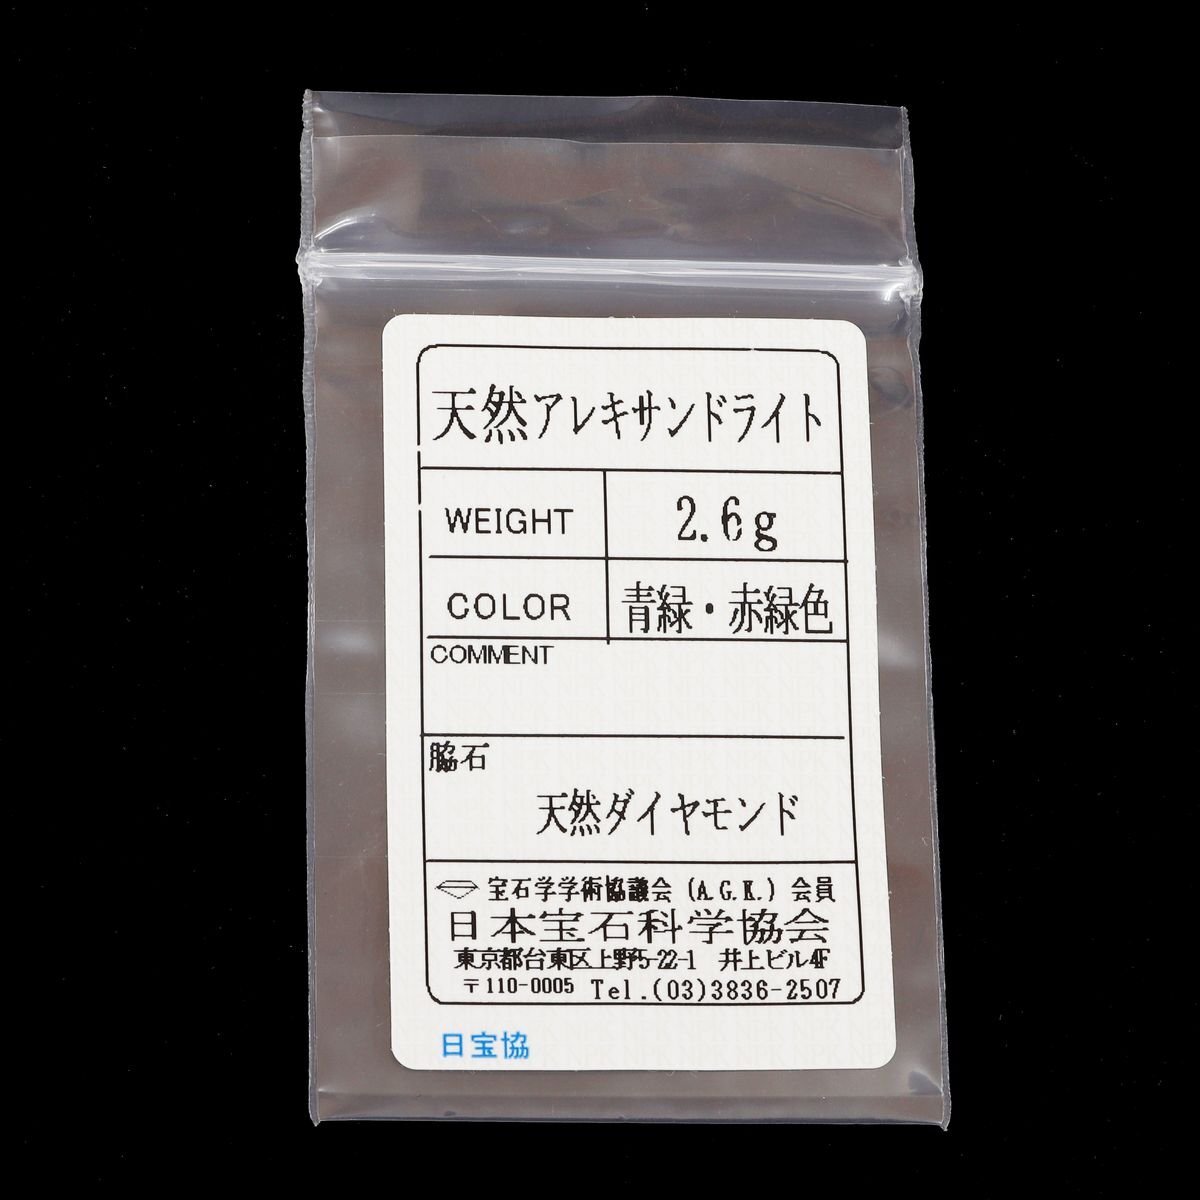 天然アレキサンドライト
WEIGHT 2.6g
COLOR 青緑・赤緑色
COMMENT
脇石
天然ダイヤモンド
宝石学学術協議会(A.G.K.)会員
日本宝石科学協会
東京都台東区上野5-22-1 井上ビル4F
〒110-0005 Tel.(03)3836-2507
日宝協